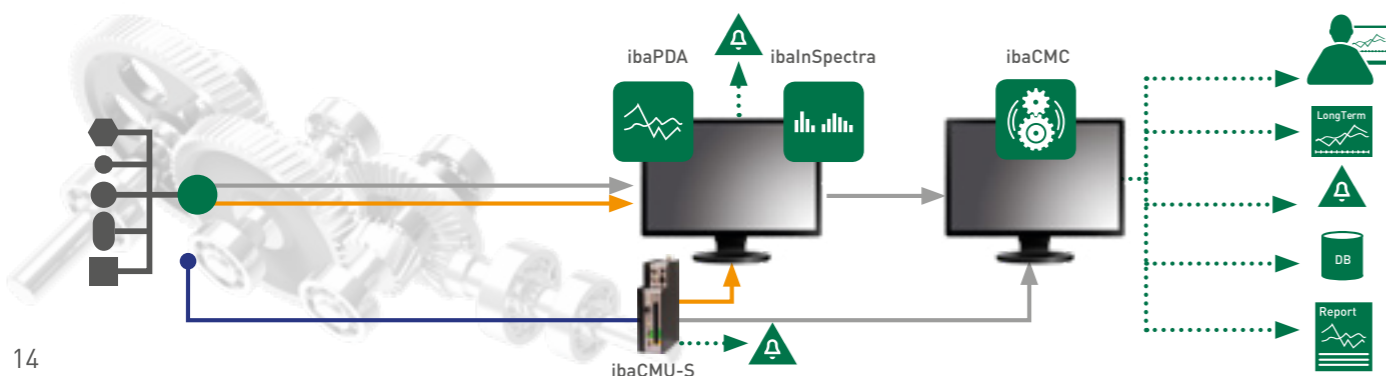 ibaPDA
ibaInSpectra
ibaCMC
LongTerm
DB
Report
ibaCMU-S
14